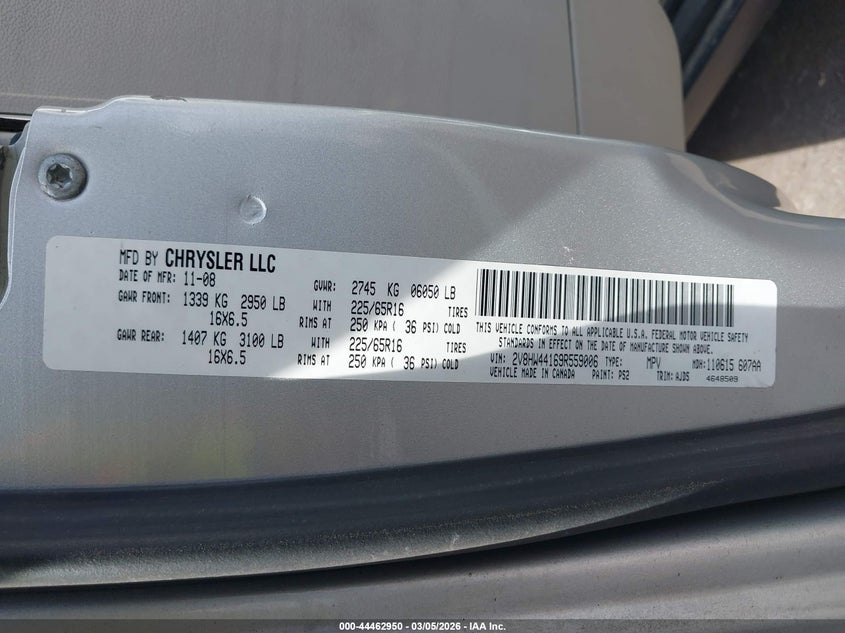 MFD BY CHRYSLER LLC
DATE OF MFR: 11-08 GVWR: 2745 KG 06050 LB
GAWR FRONT: 1339 KG 2950 LB WITH 225/65R16 TIRES
16X6.5 RIMS AT 250 KPA ( 36 PSI) COLD
GAWR REAR: 1407 KG 3100 LB WITH 225/65R16 TIRES
16X6.5 RIMS AT 250 KPA ( 36 PSI) COLD
THIS VEHICLE CONFORMS TO ALL APPLICABLE U.S.A. FEDERAL MOTOR VEHICLE SAFETY
STANDARDS IN EFFECT ON THE DATE OF MANUFACTURE SHOWN ABOVE.
VIN: 2V8HW44169R559006 TYPE: MPV MDH: 110615 607AA
VEHICLE MADE IN CANADA PAINT: PS2 TRIM: AJD5 4648509
000-44462950 - 03/05/2026 - IAA Inc.